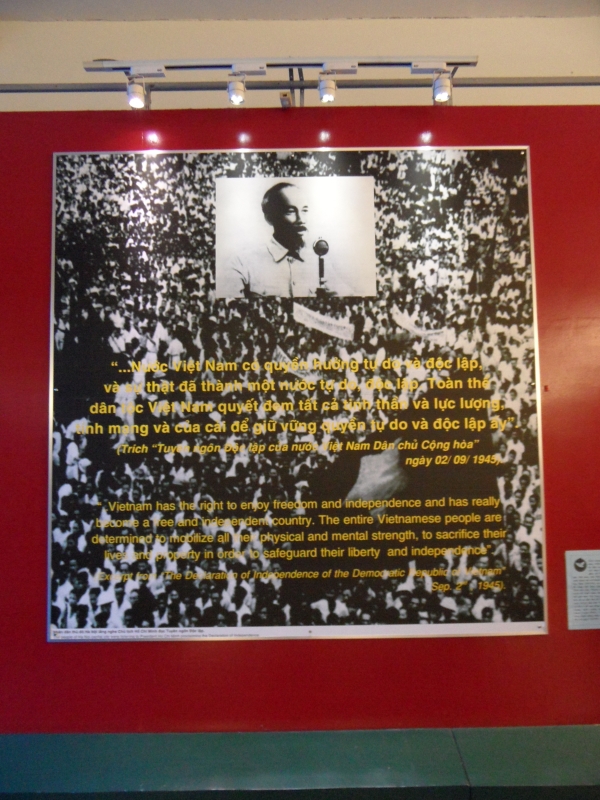 “...Nước Việt Nam có quyền hưởng tự do và độc lập,
và sự thật đã thành một nước tự do, độc lập. Toàn thể
dân tộc Việt Nam quyết đem tất cả tinh thần và lực lượng,
tính mạng và của cải để giữ vững quyền tự do và độc lập ấy”
(Trích “Tuyên ngôn Độc lập của nước Việt Nam Dân chủ Cộng hòa”
ngày 02/ 09/ 1945)
Vietnam has the right to enjoy freedom and independence and has really
become a free and independent country. The entire Vietnamese people are
determined to mobilize all their physical and mental strength, to sacrifice their
lives and property in order to safeguard their liberty and independence”
(Excerpt from “The Declaration of Independence of the Democratic Republic of Vietnam”
Sep. 2 1945)